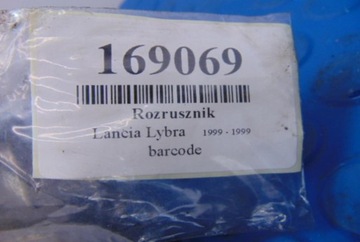 169069
Rozrusznik
Lancia Lybra 1999 - 1999
barcode